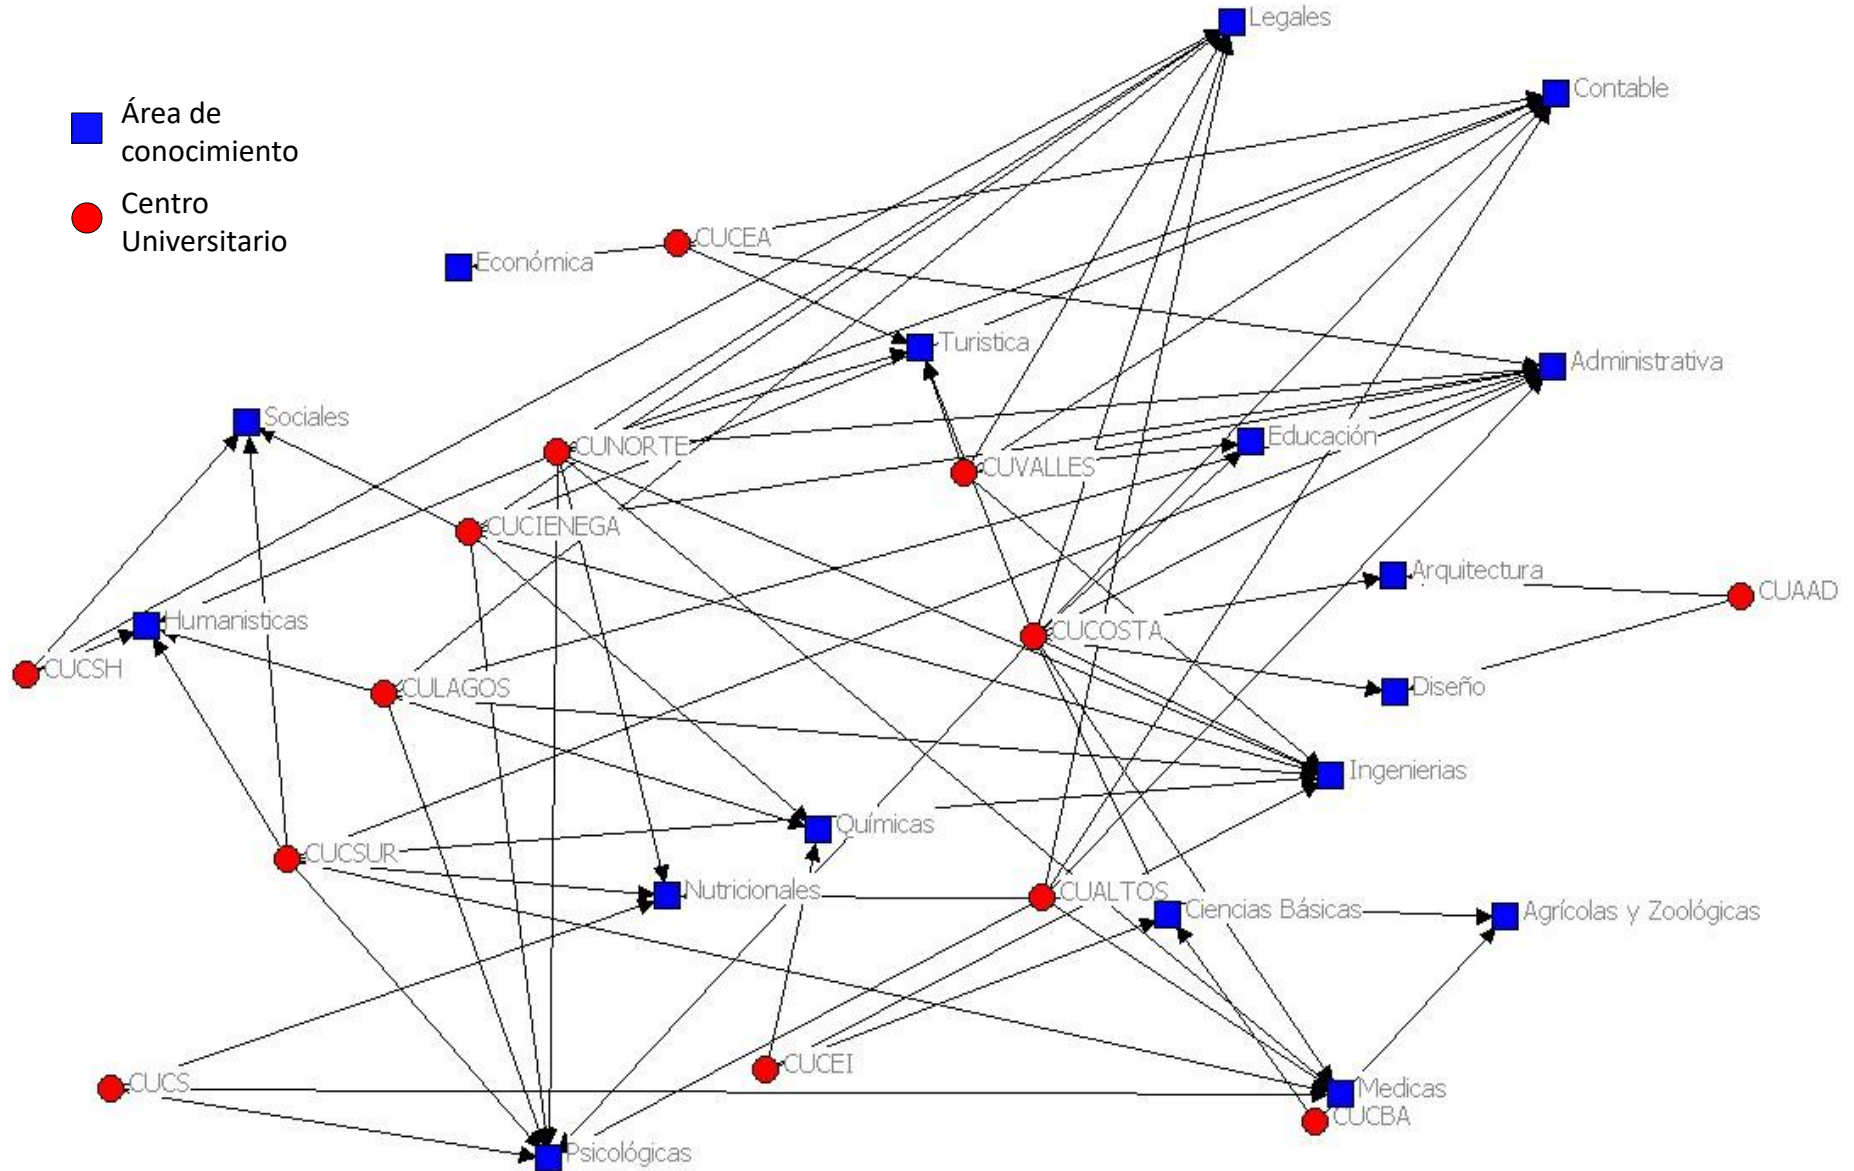 Legales
Contable
Área de
conocimiento
Centro
Universitario
CUCEA
Económica
Turistica
Administrativa
Sociales
CUNORTE
Educación
CUVALLES
CUCIENEGA
Arquitectura
CUAAD
Humanisticas
CUCOSTA
CUCSH
CULAGOS
Diseño
Ingenierias
Químicas
CUCSUR
Nutricionales
CUALTOS
Ciencias Básicas
Agrícolas y Zoológicas
CUCEI
CUCS
Medicas
CUCBA
Psicológicas